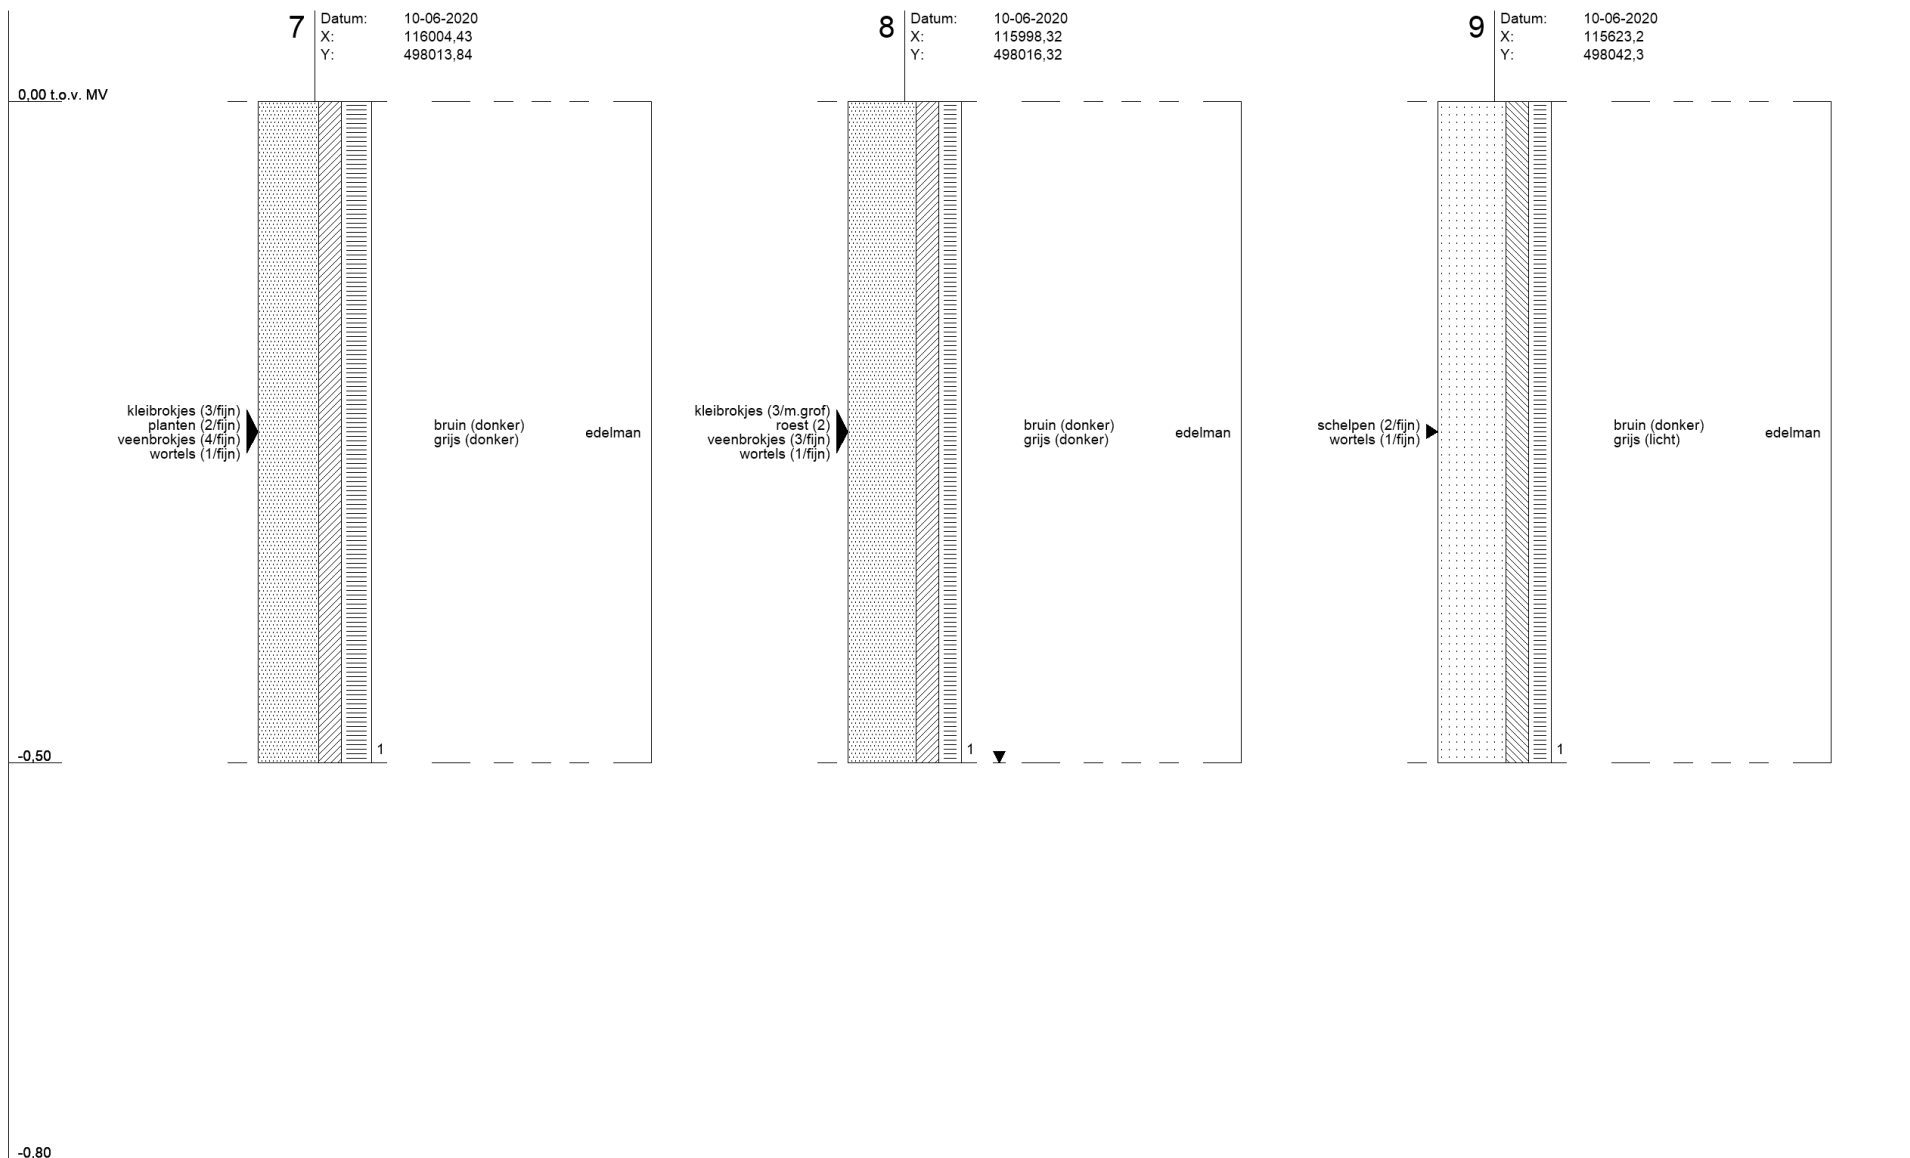 7
Datum: 10-06-2020
X: 116004,43
Y: 498013,84
8
Datum: 10-06-2020
X: 115998,32
Y: 498016,32
9
Datum: 10-06-2020
X: 115623,2
Y: 498042,3
0,00 t.o.v. MV
kleibrokjes (3/fijn)
planten (2/fijn)
veenbrokjes (4/fijn)
wortels (1/fijn)
bruin (donker)
grijs (donker)
edelman
1
kleibrokjes (3/m.grof)
roest (2)
veenbrokjes (3/fijn)
wortels (1/fijn)
bruin (donker)
grijs (donker)
edelman
1
schelpen (2/fijn)
wortels (1/fijn)
bruin (donker)
grijs (licht)
edelman
1
-0,50
-0,80